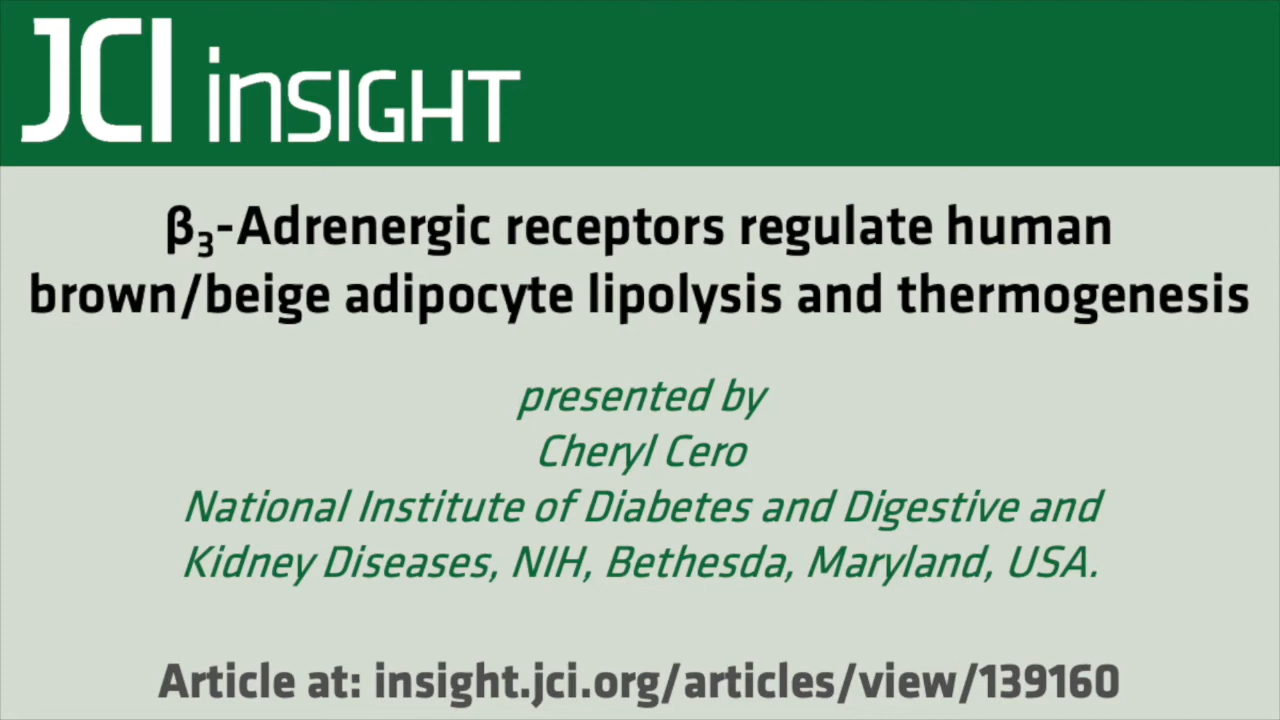 JCI insight
β₃-Adrenergic receptors regulate human
brown/beige adipocyte lipolysis and thermogenesis
presented by
Cheryl Cero
National Institute of Diabetes and Digestive and
Kidney Diseases, NIH, Bethesda, Maryland, USA.
Article at: insight.jci.org/articles/view/139160